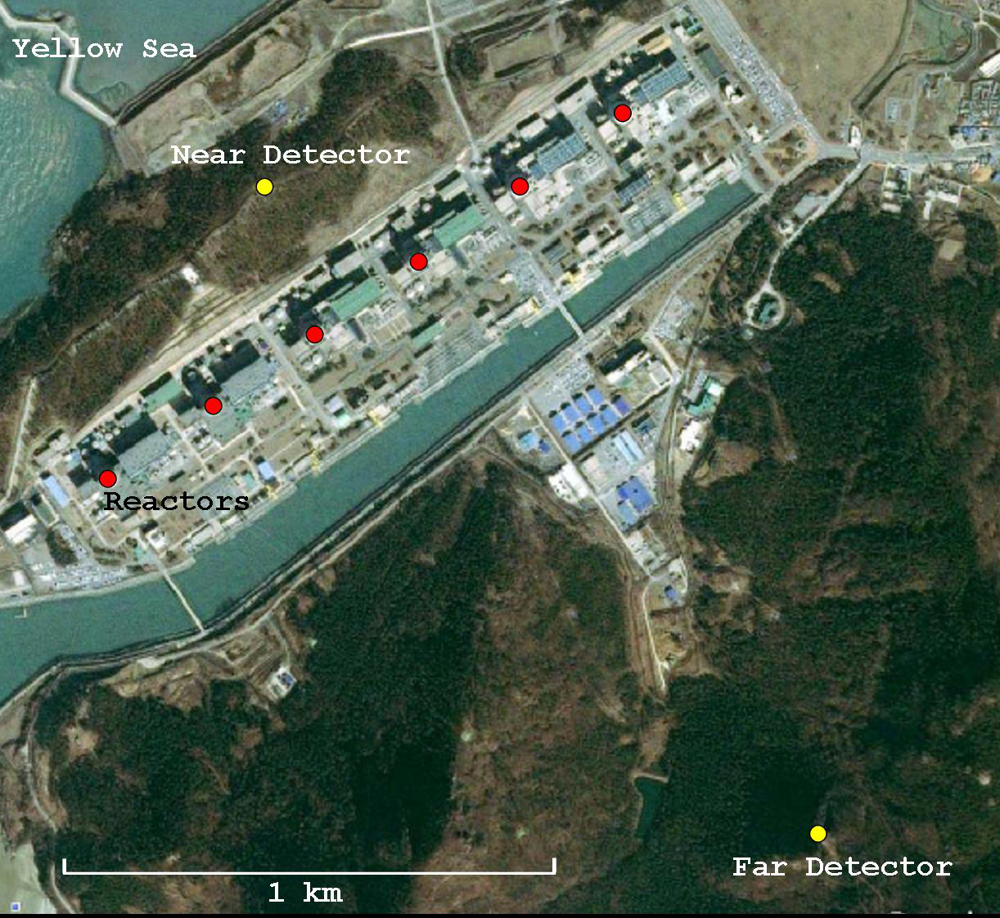 Yellow Sea
Near Detector
Reactors
Far Detector
1 km